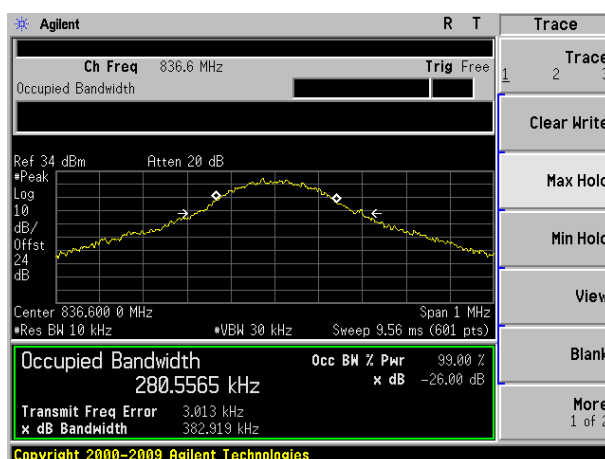 Agilent R T Trace
Ch Freq 836.6 MHz Trig Free
Occupied Bandwidth
Trace
1 2 3
Clear Write
Max Hold
Min Hold
View
Blank
More
1 of 2
Ref 34 dBm Atten 20 dB
#Peak
Log
10
dB/
Offst
24
dB
Center 836.600 0 MHz Span 1 MHz
#Res BW 10 kHz #VBW 30 kHz Sweep 9.56 ms (601 pts)
Occupied Bandwidth Occ BW % Pwr 99.00 %
280.5565 kHz x dB -26.00 dB
Transmit Freq Error 3.013 kHz
x dB Bandwidth 382.919 kHz
Copyright 2000-2009 Agilent Technologies